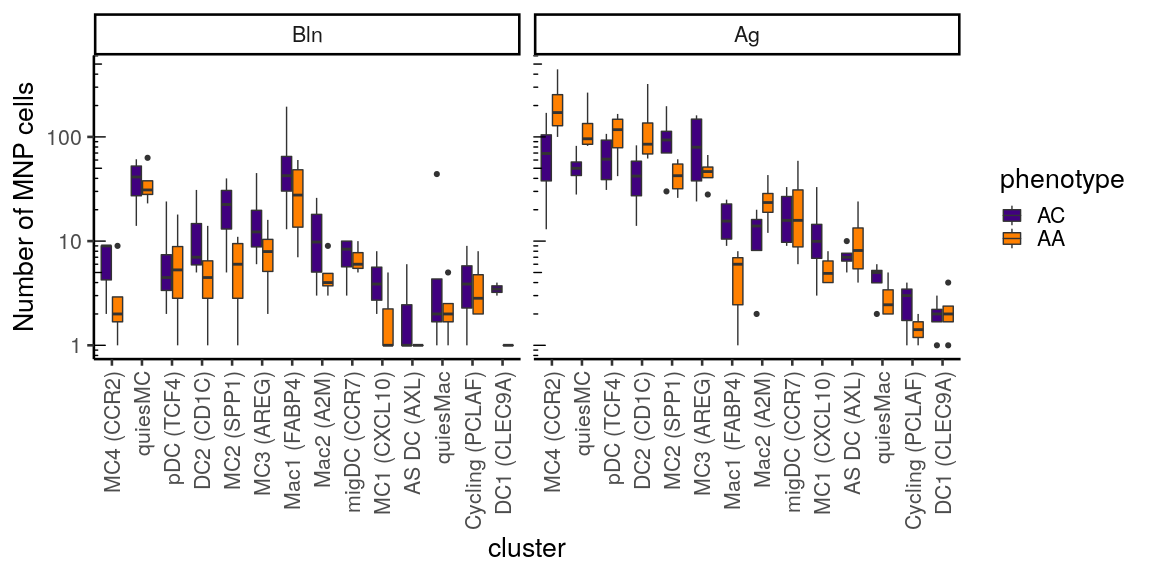 Bln
Ag
Number of MNP cells
100
10
1
MC4 (CCR2)
quiesMC
pDC (TCF4)
DC2 (CD1C)
MC2 (SPP1)
MC3 (AREG)
Mac1 (FABP4)
Mac2 (A2M)
migDC (CCR7)
MC1 (CXCL10)
AS DC (AXL)
quiesMac
Cycling (PCLAF)
DC1 (CLEC9A)
MC4 (CCR2)
quiesMC
pDC (TCF4)
DC2 (CD1C)
MC2 (SPP1)
MC3 (AREG)
Mac1 (FABP4)
Mac2 (A2M)
migDC (CCR7)
MC1 (CXCL10)
AS DC (AXL)
quiesMac
Cycling (PCLAF)
DC1 (CLEC9A)
cluster
phenotype
AC
AA